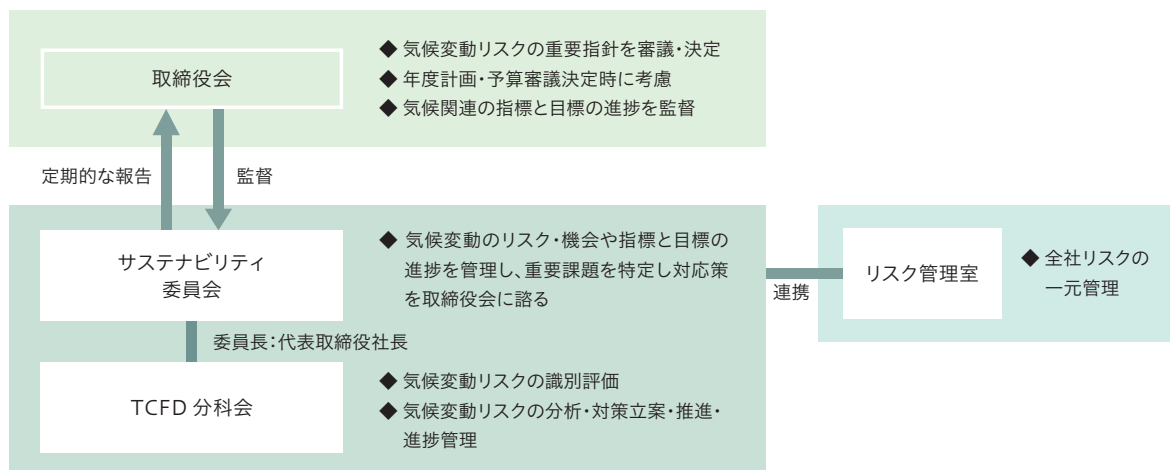 取締役会
◆ 気候変動リスクの重要指針を審議・決定
◆ 年度計画・予算審議決定時に考慮
◆ 気候関連の指標と目標の進捗を監督
定期的な報告
監督
サステナビリティ
委員会
◆ 気候変動のリスク・機会や指標と目標の
進捗を管理し、重要課題を特定し対応策
を取締役会に諮る
連携
リスク管理室
◆ 全社リスクの
一元管理
委員長：代表取締役社長
TCFD 分科会
◆ 気候変動リスクの識別評価
◆ 気候変動リスクの分析・対策立案・推進・
進捗管理